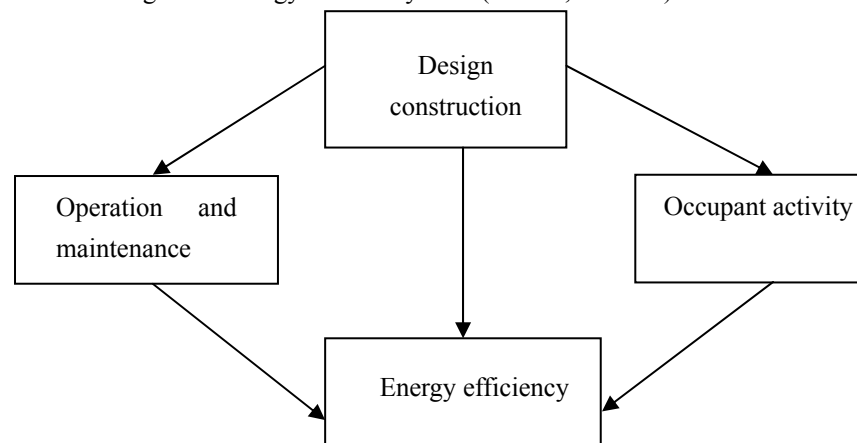 Design
construction
Operation and
maintenance
Occupant activity
Energy efficiency